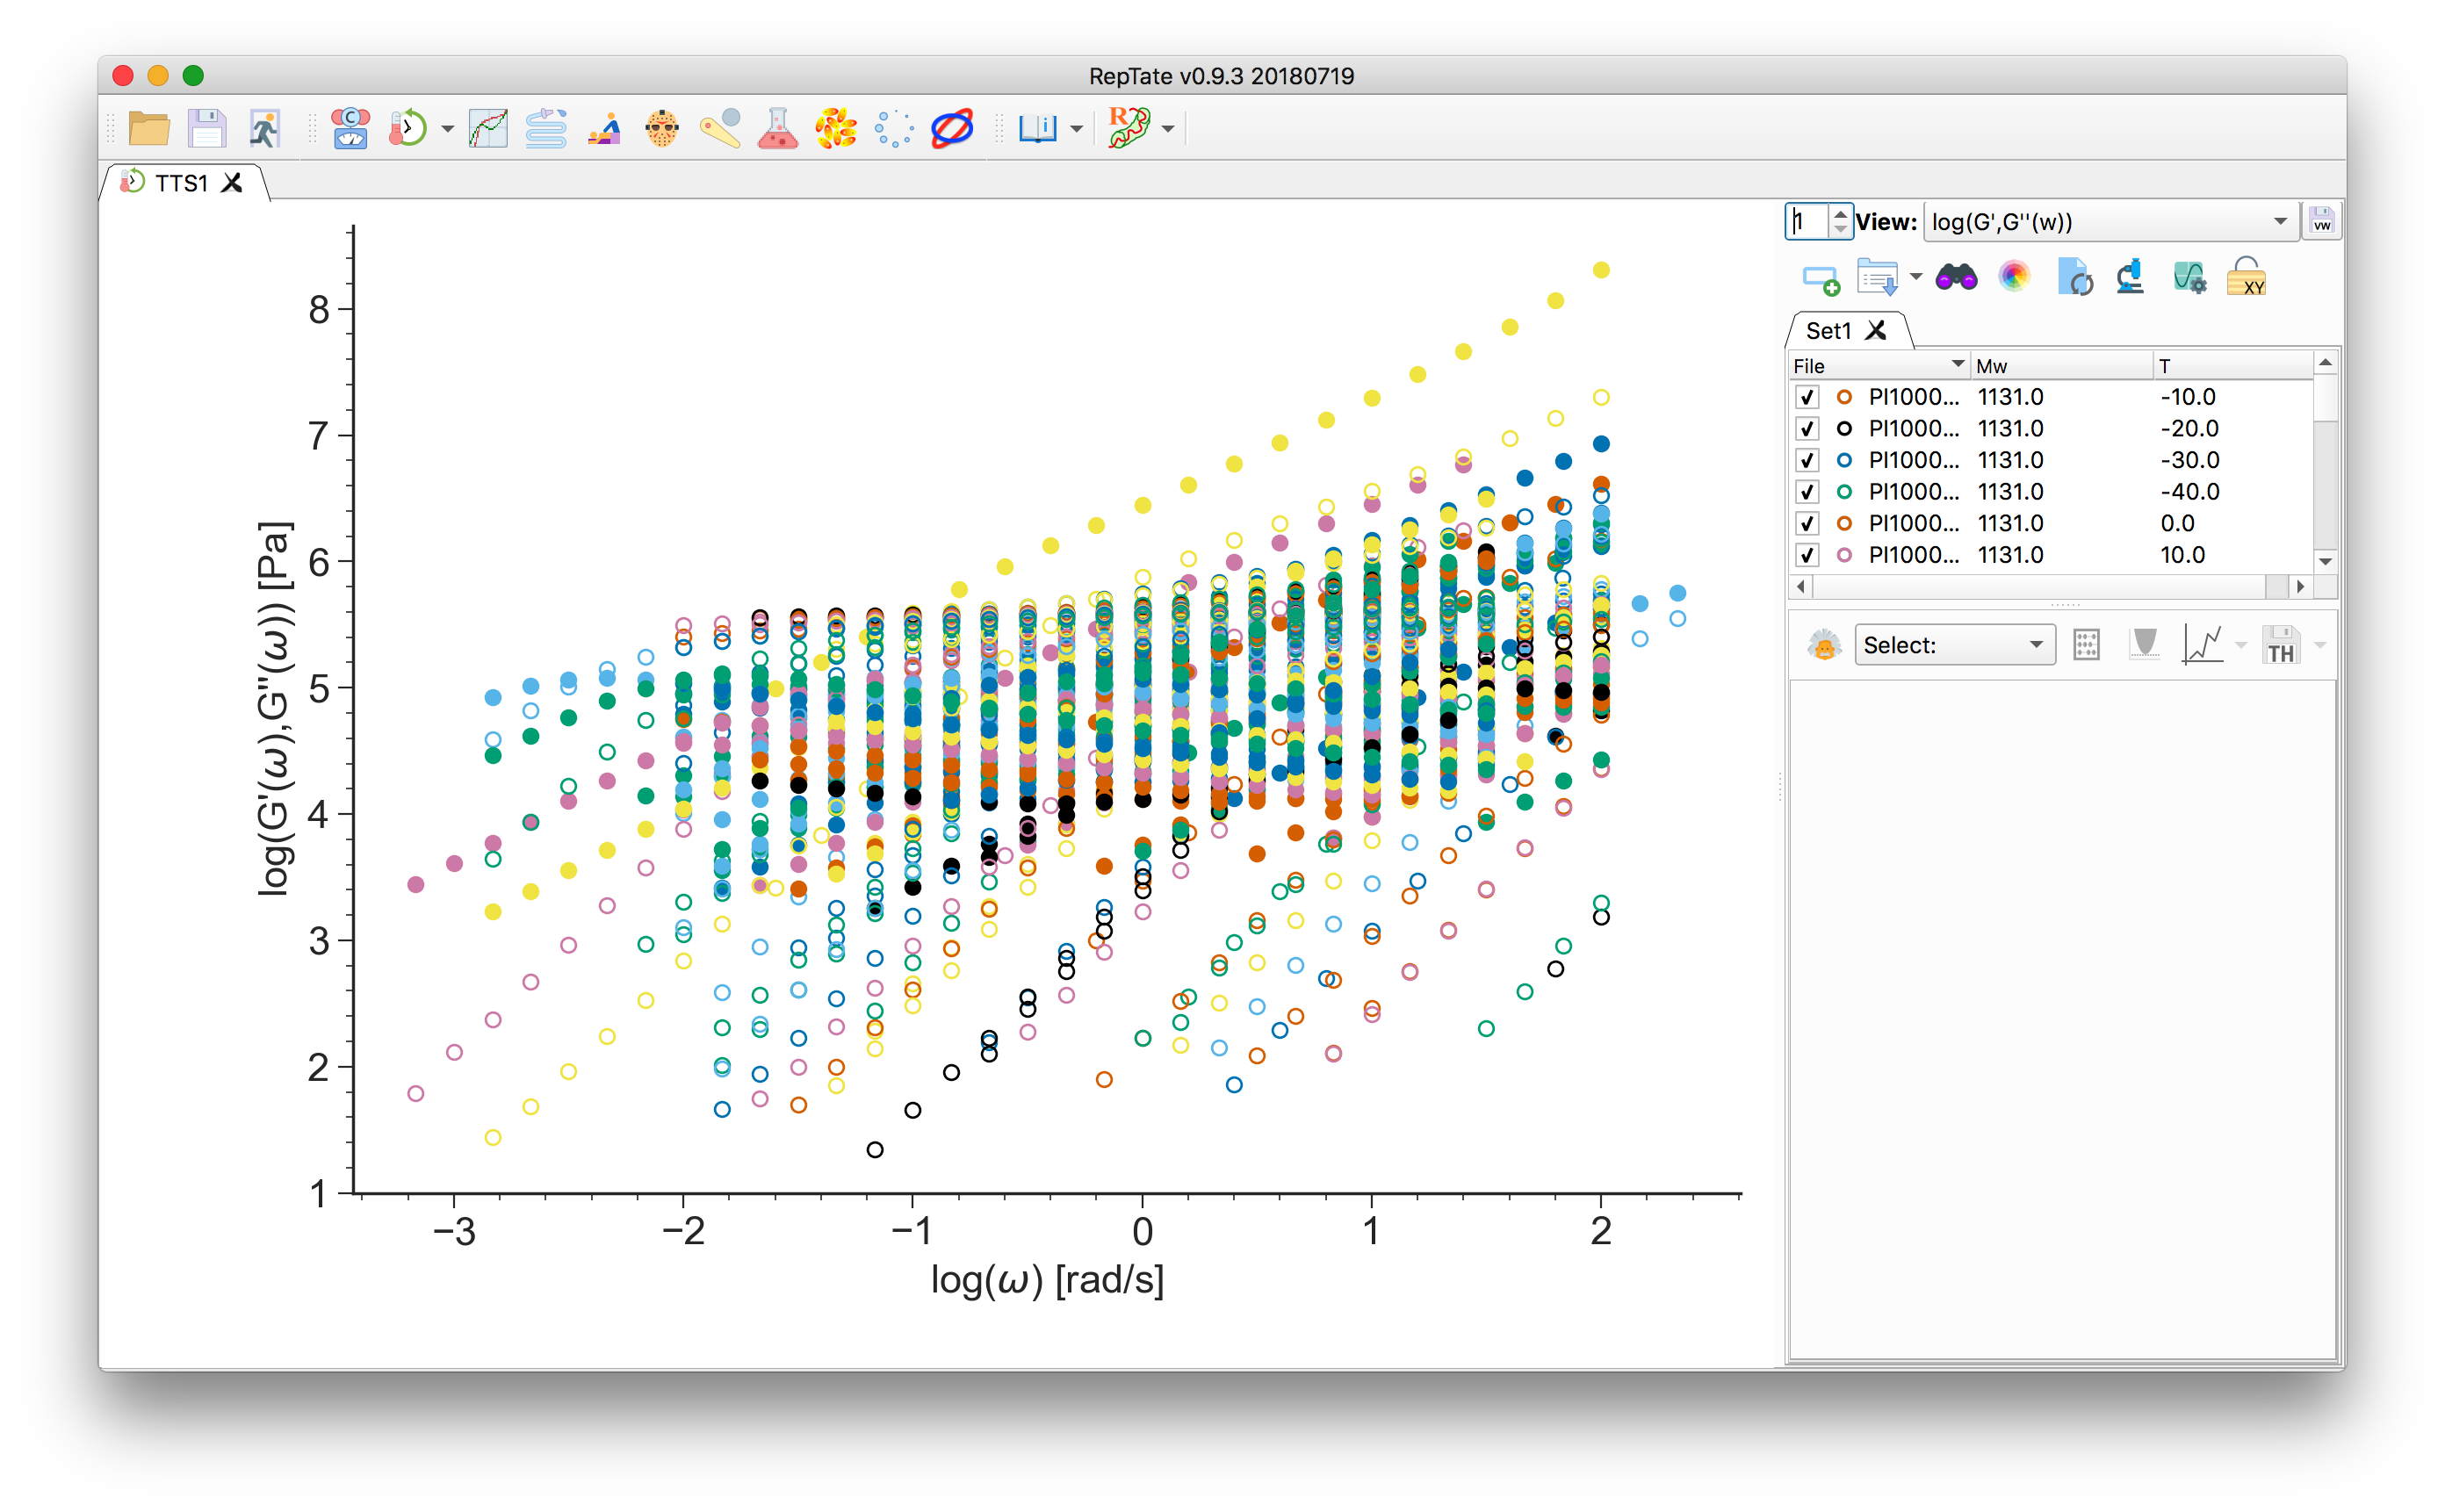 RepTate v0.9.3 20180719
C
i
R
TTS1
1 View: log(G',G''(w))
VW
XY
Set1
File Mw T
PI1000... 1131.0 -10.0
PI1000... 1131.0 -20.0
PI1000... 1131.0 -30.0
PI1000... 1131.0 -40.0
PI1000... 1131.0 0.0
PI1000... 1131.0 10.0
Select:
TH
8
7
6
5
4
3
2
1
log(G'(ω),G"(ω)) [Pa]
−3 −2 −1 0 1 2
log(ω) [rad/s]